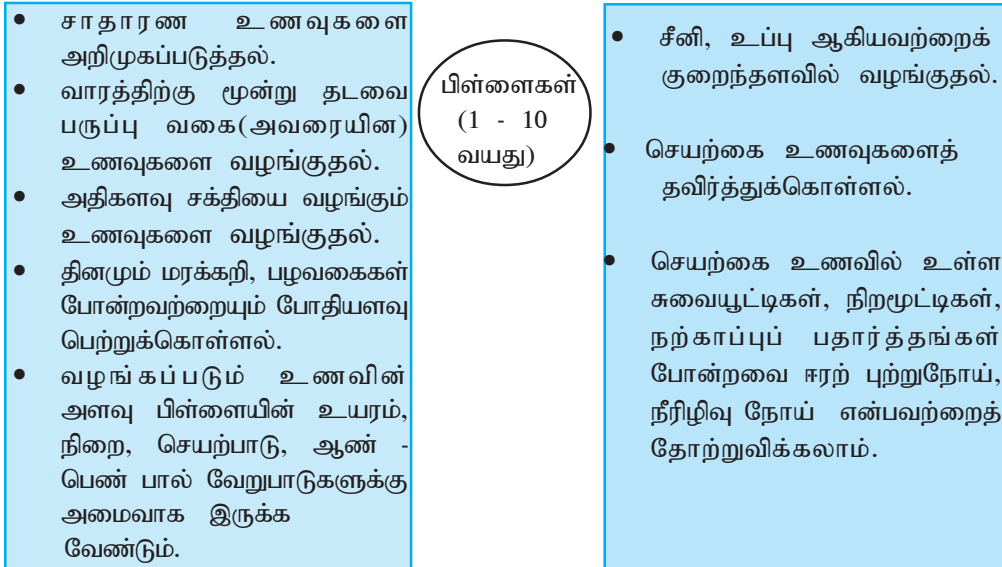 • சாதாரண உணவுகளை
அறிமுகப்படுத்தல்.
• வாரத்திற்கு மூன்று தடவை
பருப்பு வகை(அவரையின)
உணவுகளை வழங்குதல்.
• அதிகளவு சக்தியை வழங்கும்
உணவுகளை வழங்குதல்.
• தினமும் மரக்கறி, பழவகைகள்
போன்றவற்றையும் போதியளவு
பெற்றுக்கொள்ளல்.
• வழங்கப்படும் உணவின்
அளவு பிள்ளையின் உயரம்,
நிறை, செயற்பாடு, ஆண் -
பெண் பால் வேறுபாடுகளுக்கு
அமைவாக இருக்க
வேண்டும்.
பிள்ளைகள்
(1 - 10
வயது)
• சீனி, உப்பு ஆகியவற்றைக்
குறைந்தளவில் வழங்குதல்.
• செயற்கை உணவுகளைத்
தவிர்த்துக்கொள்ளல்.
• செயற்கை உணவில் உள்ள
சுவையூட்டிகள், நிறமூட்டிகள்,
நற்காப்புப் பதார்த்தங்கள்
போன்றவை ஈரற் புற்றுநோய்,
நீரிழிவு நோய் என்பவற்றைத்
தோற்றுவிக்கலாம்.